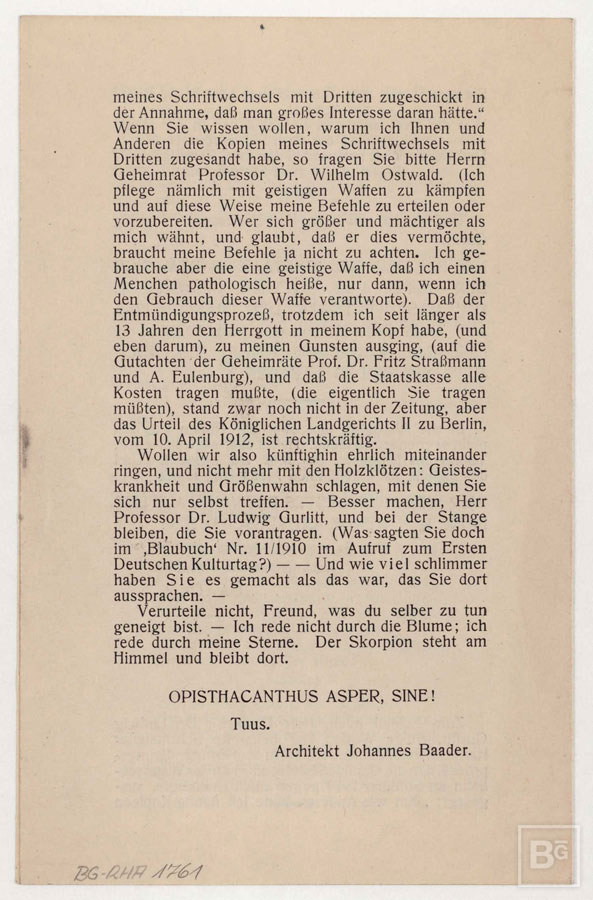 meines Schriftwechsels mit Dritten zugeschickt in
der Annahme, daß man großes Interesse daran hätte.“
Wenn Sie wissen wollen, warum ich Ihnen und
Anderen die Kopien meines Schriftwechsels mit
Dritten zugesandt habe, so fragen Sie bitte Herrn
Geheimrat Professor Dr. Wilhelm Ostwald. (Ich
pflege nämlich mit geistigen Waffen zu kämpfen
und auf diese Weise meine Befehle zu erteilen oder
vorzubereiten. Wer sich größer und mächtiger als
mich wähnt, und glaubt, daß er dies vermöchte,
braucht meine Befehle ja nicht zu achten. Ich ge-
brauche aber die eine geistige Waffe, daß ich einen
Menchen pathologisch heiße, nur dann, wenn ich
den Gebrauch dieser Waffe verantworte). Daß der
Entmündigungsprozeß, trotzdem ich seit länger als
13 Jahren den Herrgott in meinem Kopf habe, (und
eben darum), zu meinen Gunsten ausging, (auf die
Gutachten der Geheimräte Prof. Dr. Fritz Straßmann
und A. Eulenburg), und daß die Staatskasse alle
Kosten tragen mußte, (die eigentlich Sie tragen
müßten), stand zwar noch nicht in der Zeitung, aber
das Urteil des Königlichen Landgerichts II zu Berlin,
vom 10. April 1912, ist rechtskräftig.
Wollen wir also künftighin ehrlich miteinander
ringen, und nicht mehr mit den Holzklötzen: Geistes-
krankheit und Größenwahn schlagen, mit denen Sie
sich nur selbst treffen. — Besser machen, Herr
Professor Dr. Ludwig Gurlitt, und bei der Stange
bleiben, die Sie vorantragen. (Was sagten Sie doch
im ‚Blaubuch‘ Nr. 11/1910 im Aufruf zum Ersten
Deutschen Kulturtag?) — — Und wie viel schlimmer
haben Sie es gemacht als das war, das Sie dort
aussprachen. —
Verurteile nicht, Freund, was du selber zu tun
geneigt bist. — Ich rede nicht durch die Blume; ich
rede durch meine Sterne. Der Skorpion steht am
Himmel und bleibt dort.
OPISTHACANTHUS ASPER, SINE!
Tuus.
Architekt Johannes Baader.
BG-RHA 1761
BG